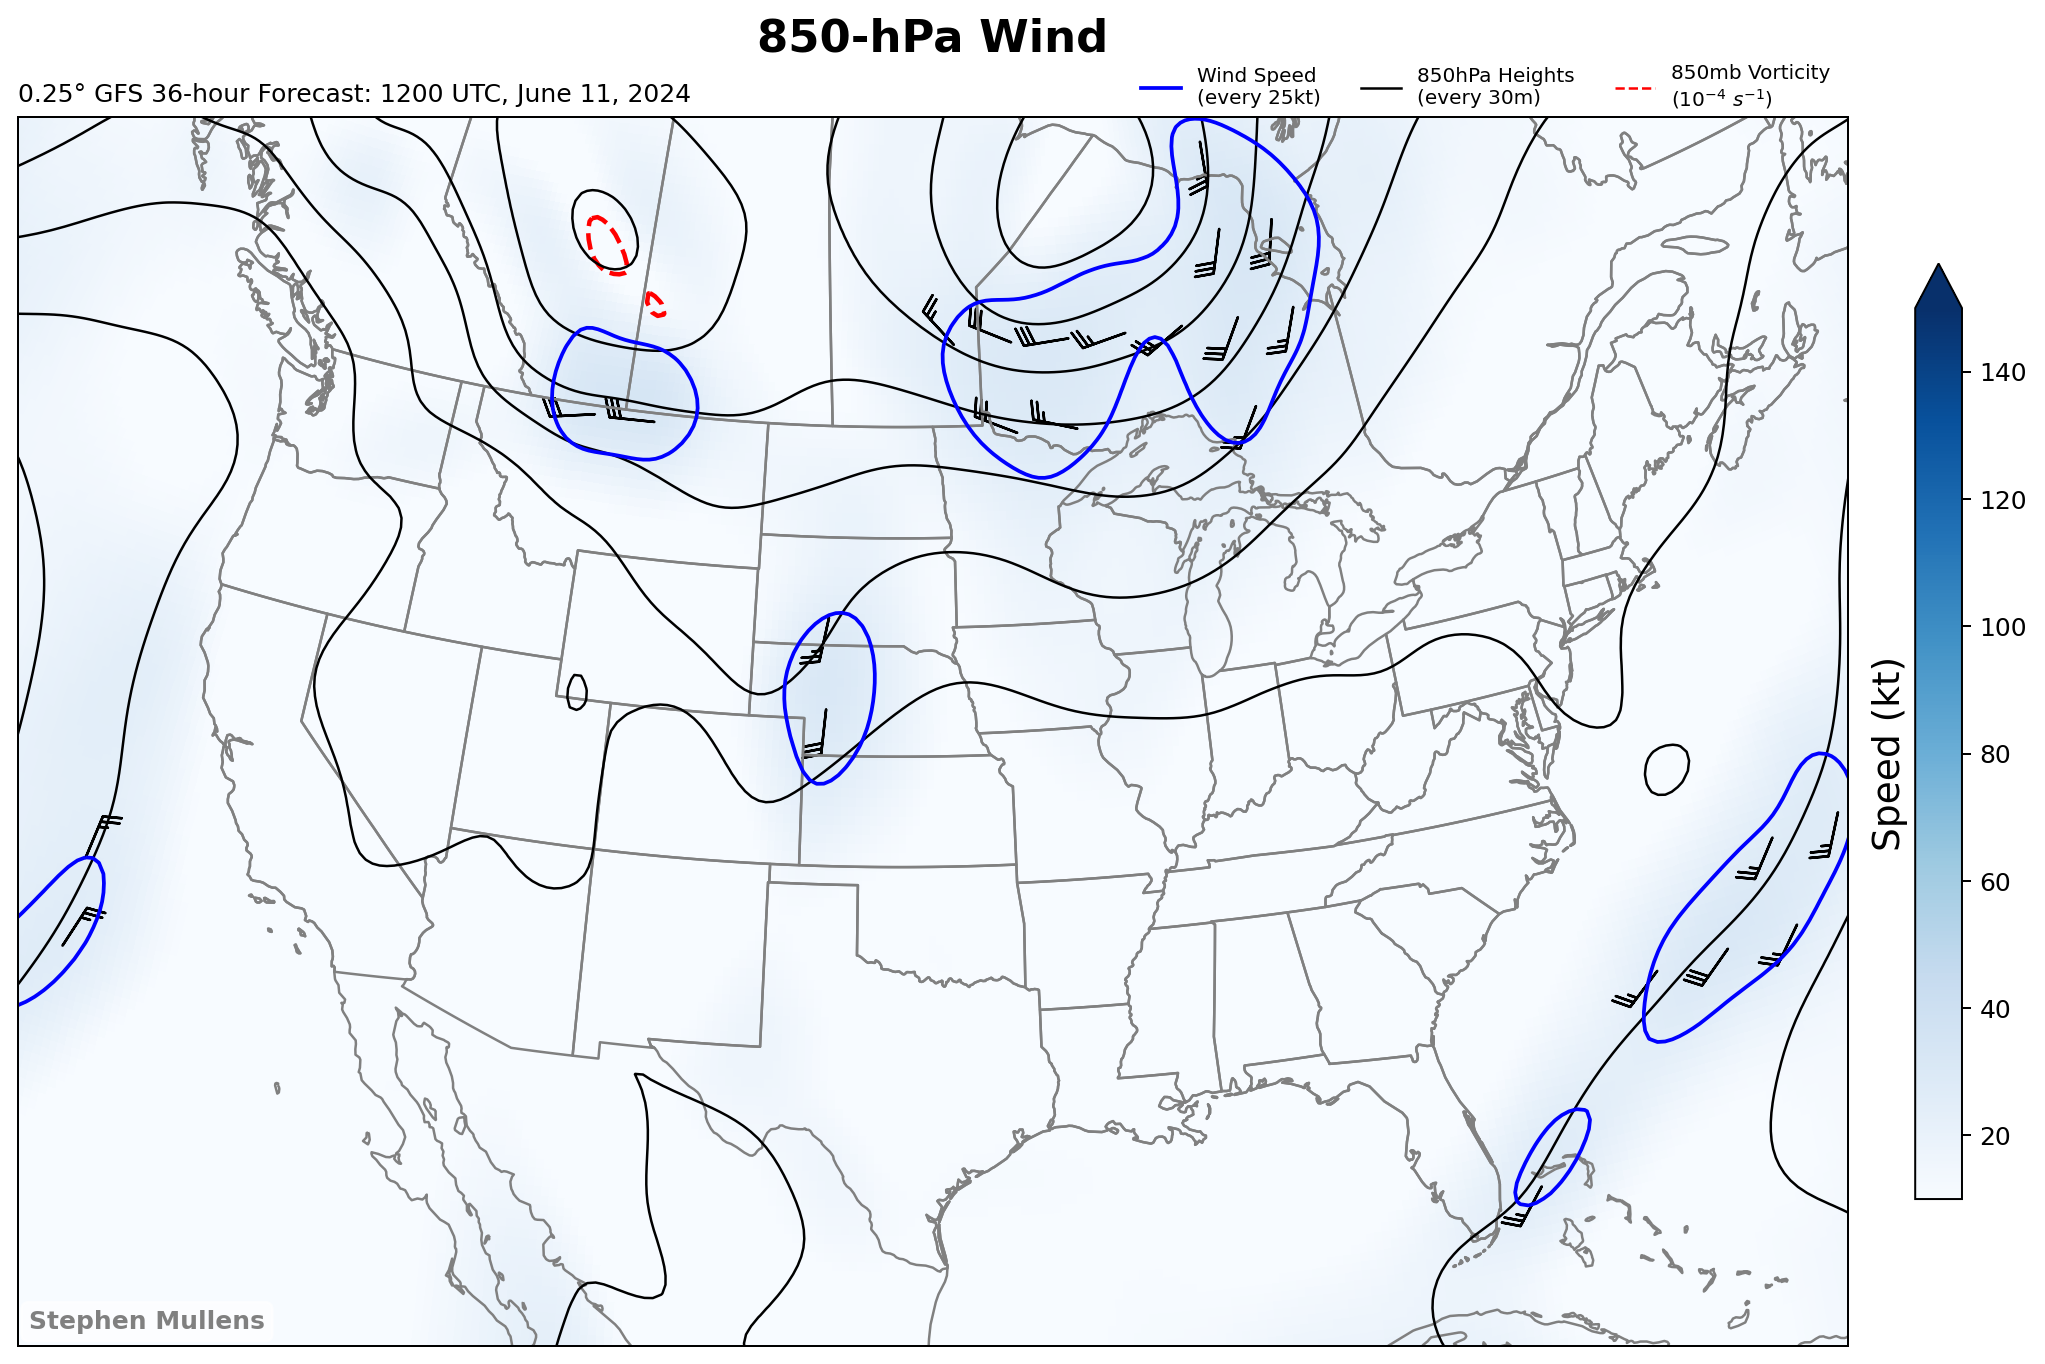 850-hPa Wind
0.25° GFS 36-hour Forecast: 1200 UTC, June 11, 2024
Wind Speed
(every 25kt)
850hPa Heights
(every 30m)
850mb Vorticity
(10⁻⁴ s⁻¹)
140
120
100
80
60
40
20
Speed (kt)
Stephen Mullens